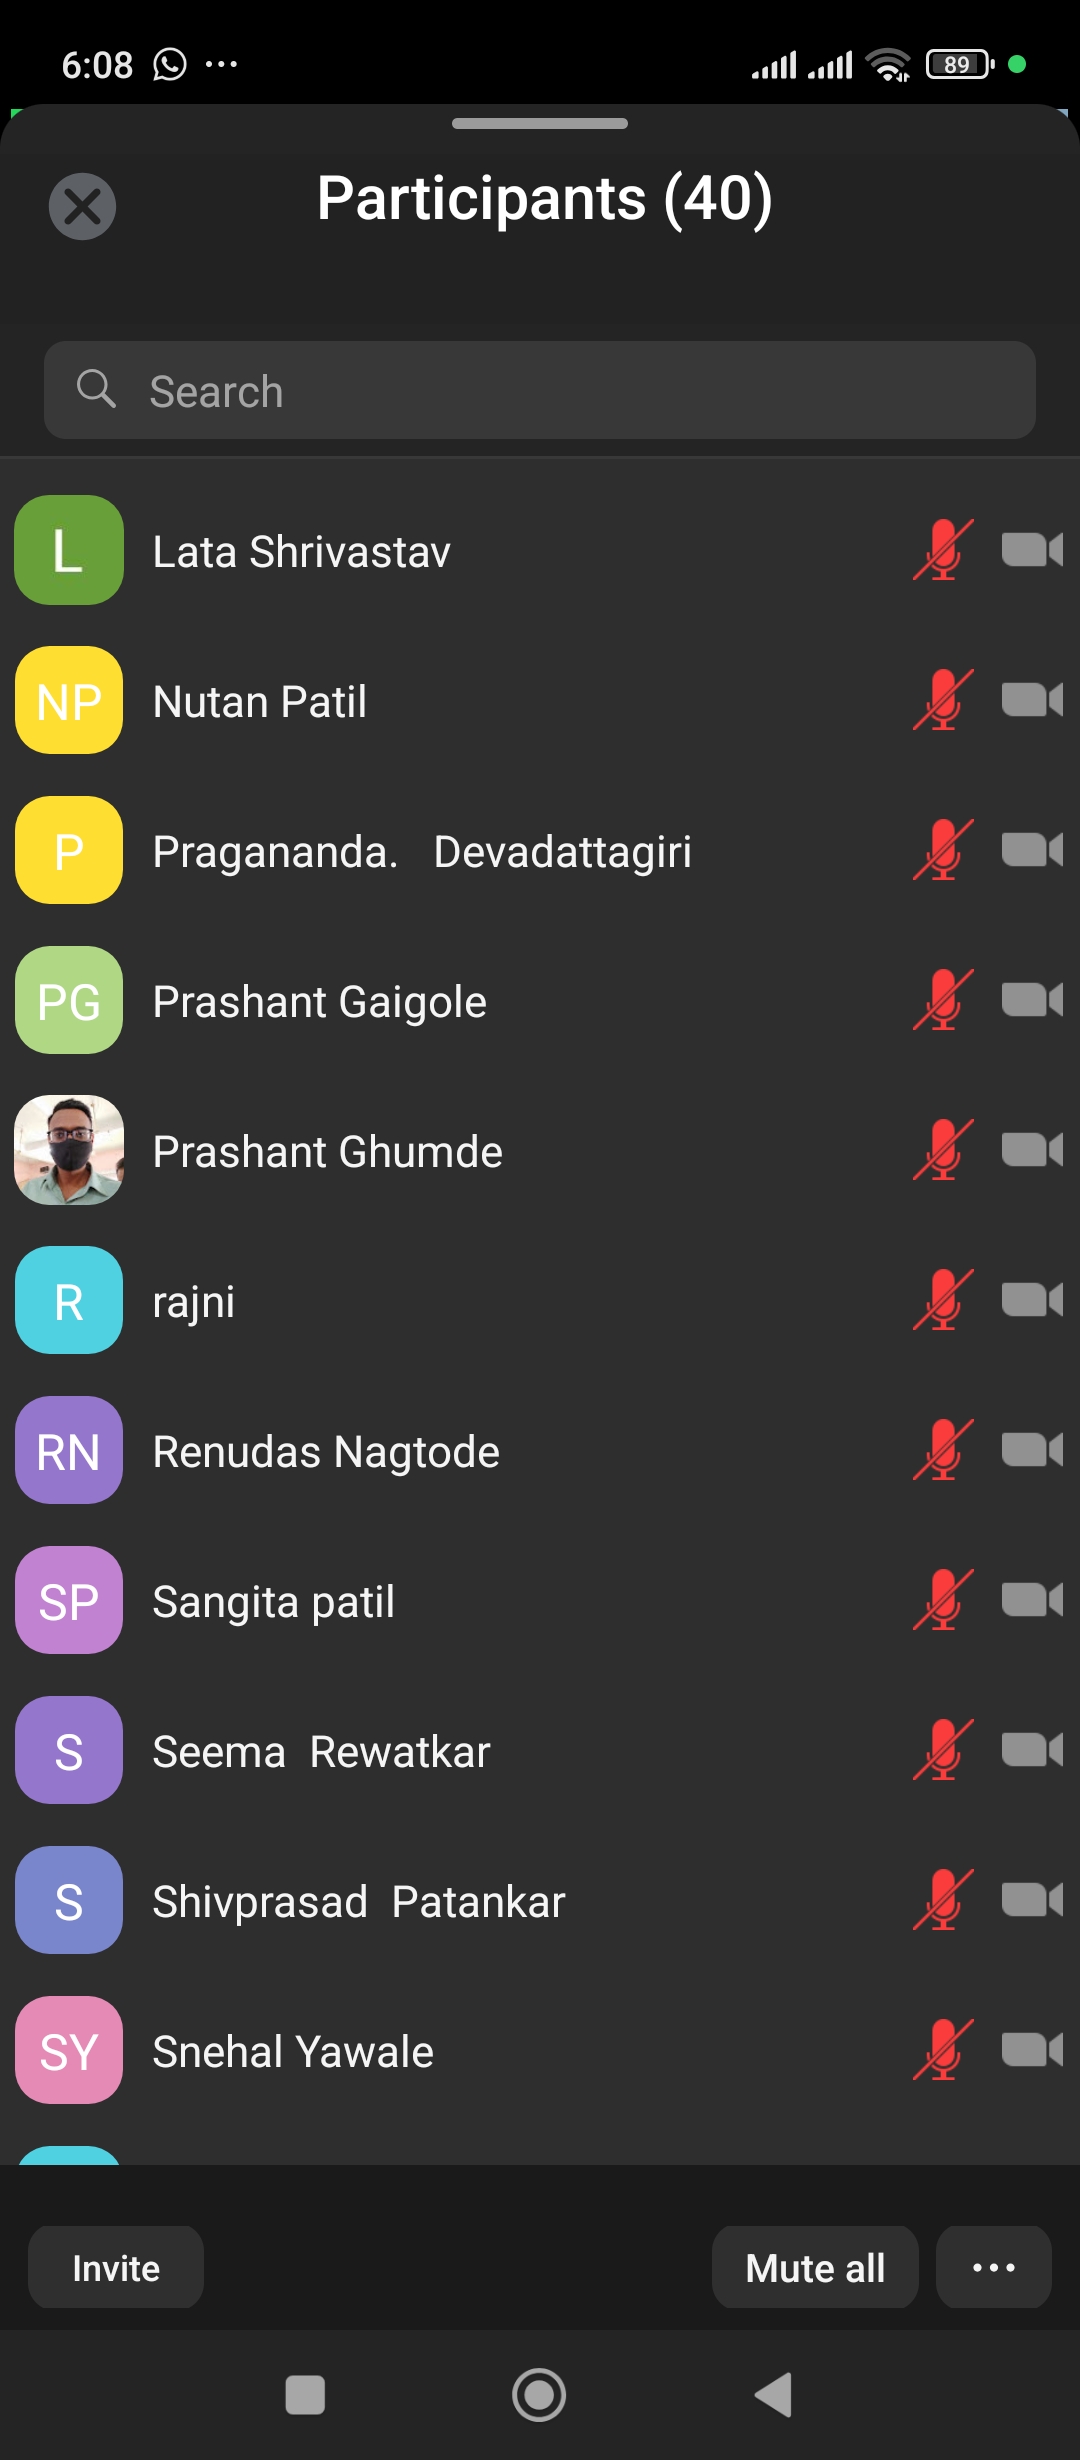 6:08 ... 89
Participants (40)
Search
L Lata Shrivastav
NP Nutan Patil
P Pragananda.   Devadattagiri
PG Prashant Gaigole
Prashant Ghumde
R rajni
RN Renudas Nagtode
SP Sangita patil
S Seema  Rewatkar
S Shivprasad  Patankar
SY Snehal Yawale
Invite Mute all ...